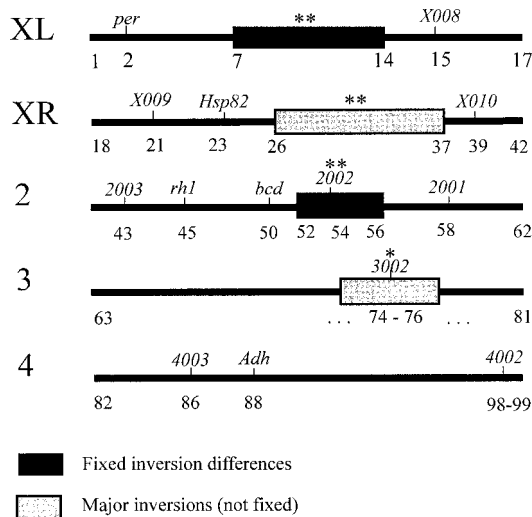 XL
per
**
X008
1 2 7 14 15 17
XR
X009 Hsp82
**
X010
18 21 23 26 37 39 42
2
**
2003 rh1 bcd 2002 2001
43 45 50 52 54 56 58 62
3
*
3002
63 ... 74 - 76 ... 81
4
4003 Adh 4002
82 86 88 98-99
Fixed inversion differences
Major inversions (not fixed)